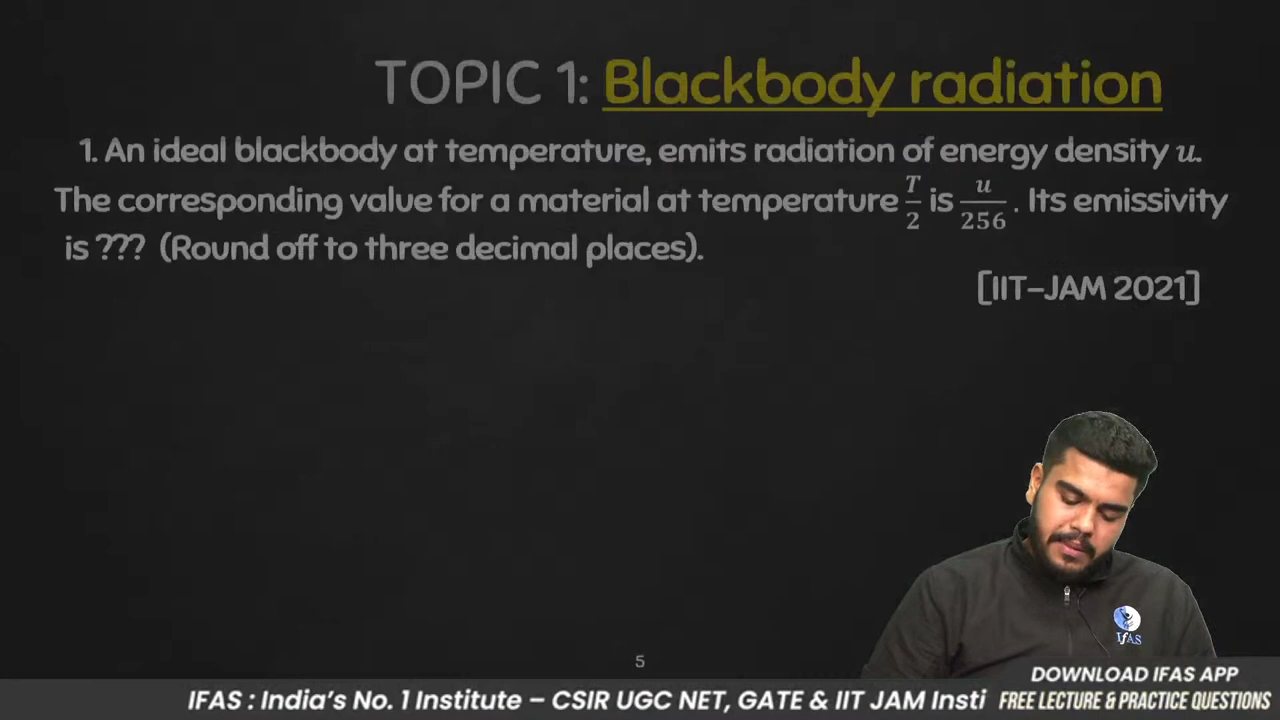 TOPIC 1: Blackbody radiation
1. An ideal blackbody at temperature, emits radiation of energy density u.
The corresponding value for a material at temperature T/2 is u/256. Its emissivity
is ??? (Round off to three decimal places).
[IIT-JAM 2021]
IfAS
5
DOWNLOAD IFAS APP
IFAS : India's No. 1 Institute – CSIR UGC NET, GATE & IIT JAM Insti
FREE LECTURE & PRACTICE QUESTIONS